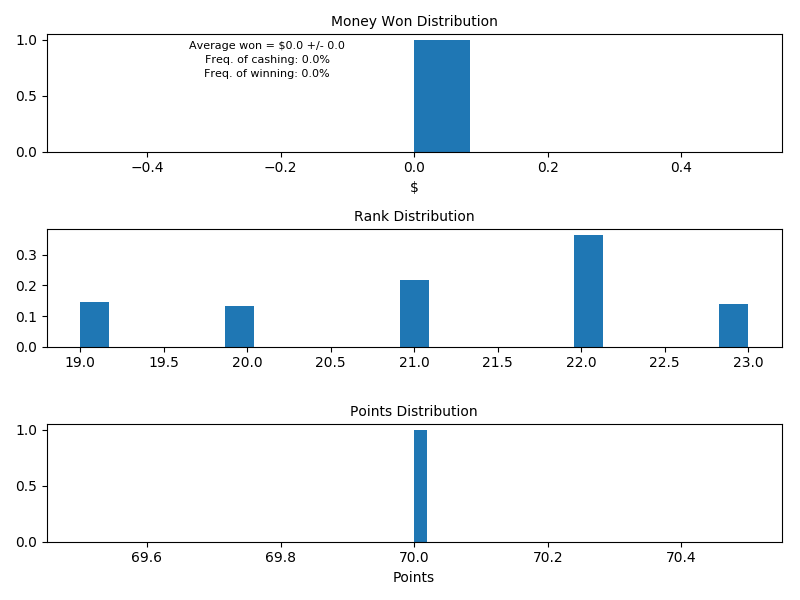 Money Won Distribution
Average won = $0.0 +/- 0.0
Freq. of cashing: 0.0%
Freq. of winning: 0.0%
1.0
0.5
0.0
−0.4 −0.2 0.0 0.2 0.4
$
Rank Distribution
0.3
0.2
0.1
0.0
19.0 19.5 20.0 20.5 21.0 21.5 22.0 22.5 23.0
Points Distribution
1.0
0.5
0.0
69.6 69.8 70.0 70.2 70.4
Points